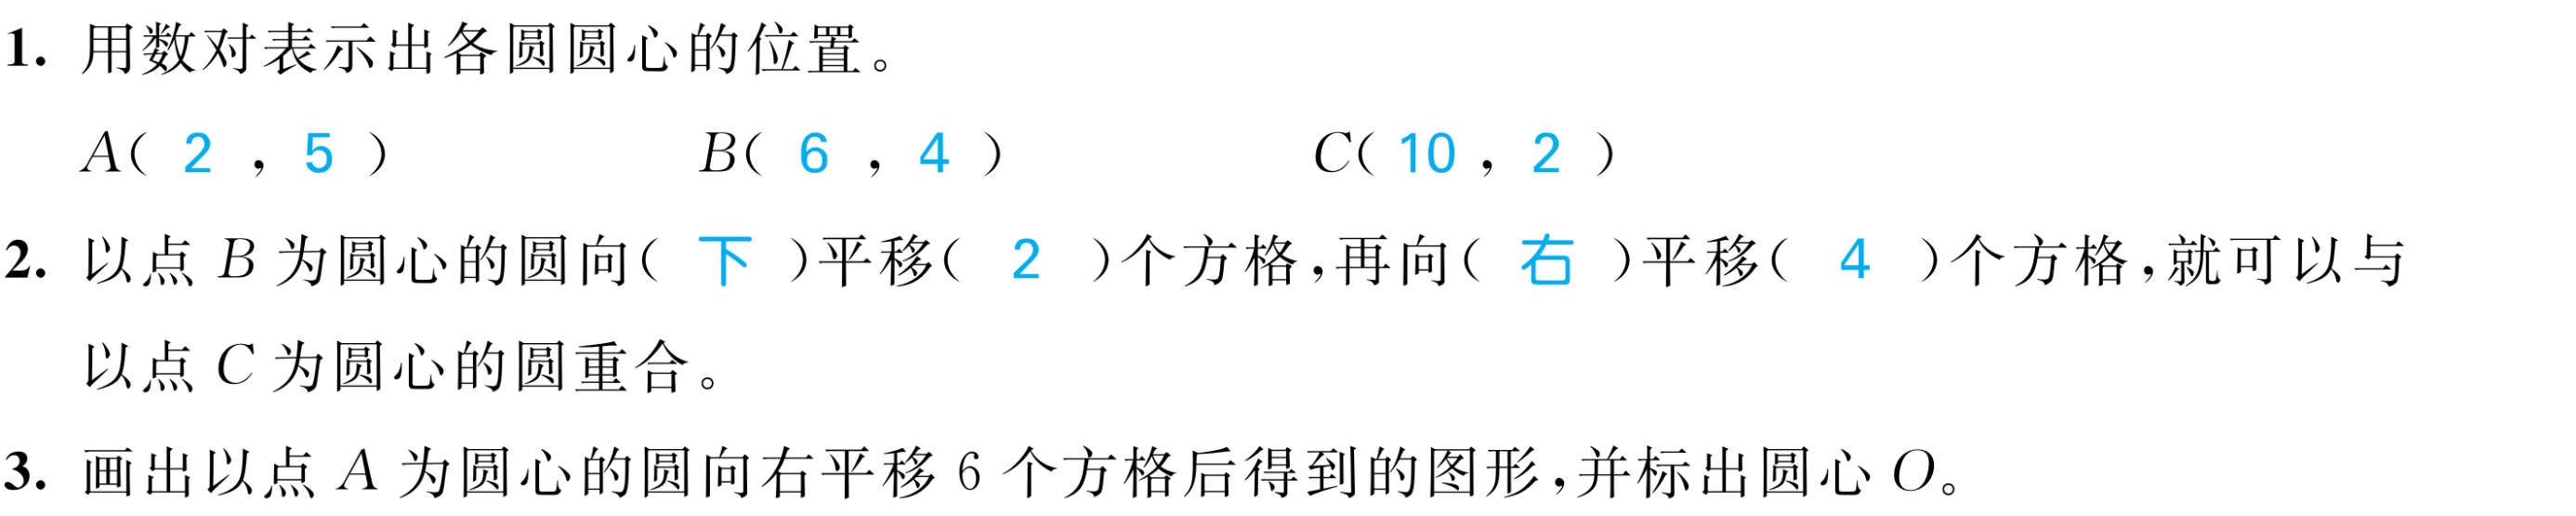 1. 用数对表示出各圆圆心的位置。
A( 2 , 5 ) B( 6 , 4 ) C( 10 , 2 )
2. 以点 B 为圆心的圆向( 下 )平移( 2 )个方格,再向( 右 )平移( 4 )个方格,就可以与
以点 C 为圆心的圆重合。
3. 画出以点 A 为圆心的圆向右平移 6 个方格后得到的图形,并标出圆心 O。